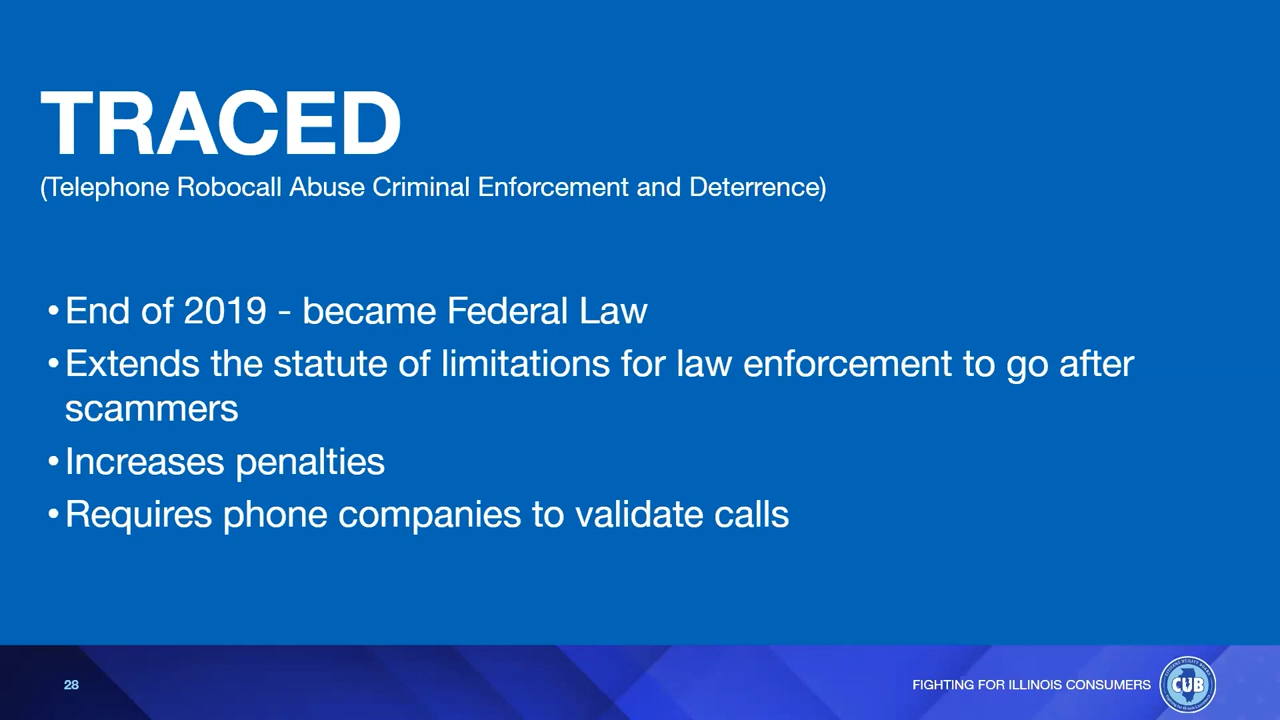 TRACED
(Telephone Robocall Abuse Criminal Enforcement and Deterrence)
•End of 2019 - became Federal Law
•Extends the statute of limitations for law enforcement to go after
scammers
•Increases penalties
•Requires phone companies to validate calls
28
FIGHTING FOR ILLINOIS CONSUMERS
CUB